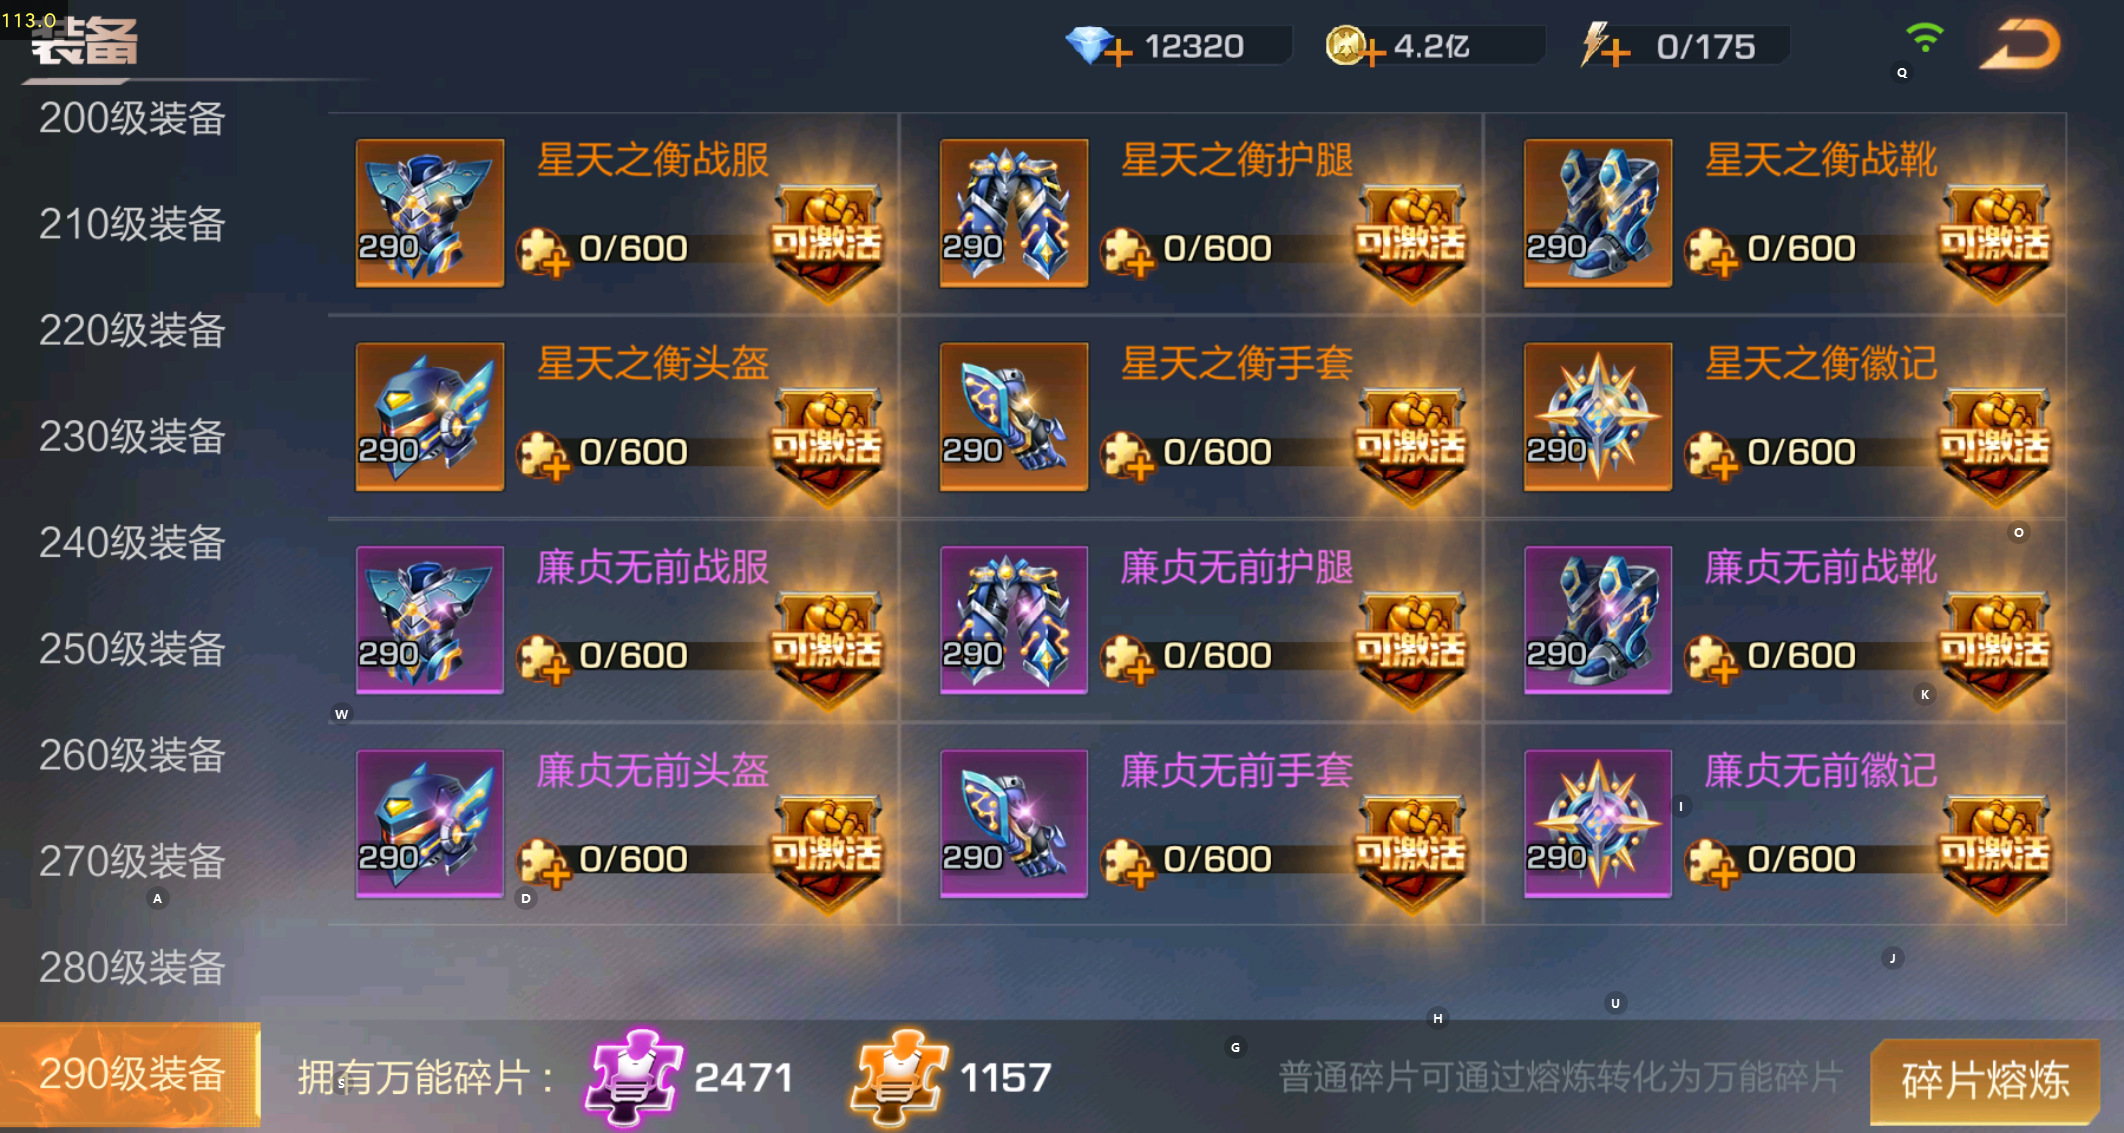 113.0
装备
12320
4.2亿
0/175
Q
200级装备
210级装备
220级装备
230级装备
240级装备
250级装备
260级装备
270级装备
280级装备
290级装备
星天之衡战服
290
0/600
可激活
星天之衡护腿
290
0/600
可激活
星天之衡战靴
290
0/600
可激活
星天之衡头盔
290
0/600
可激活
星天之衡手套
290
0/600
可激活
星天之衡徽记
290
0/600
可激活
O
廉贞无前战服
290
0/600
可激活
廉贞无前护腿
290
0/600
可激活
廉贞无前战靴
290
0/600
可激活
K
W
廉贞无前头盔
290
0/600
可激活
廉贞无前手套
290
0/600
可激活
廉贞无前徽记
290
0/600
可激活
I
A
D
J
U
H
G
S
拥有万能碎片：
2471
1157
普通碎片可通过熔炼转化为万能碎片
碎片熔炼